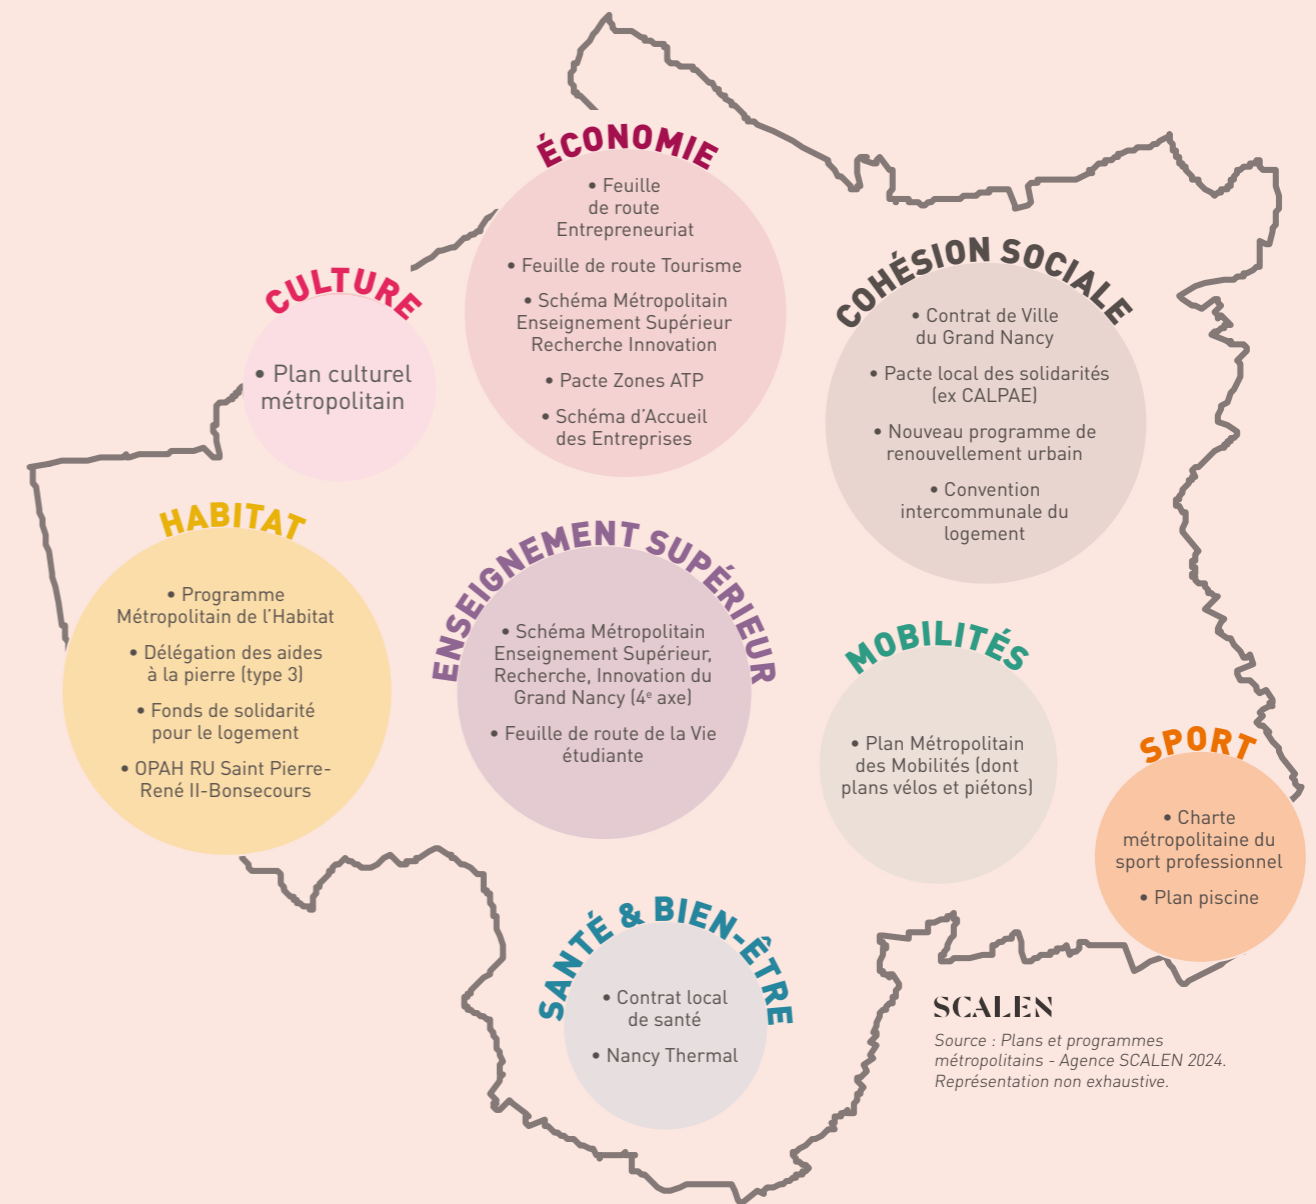 ÉCONOMIE
• Feuille
de route
Entrepreneuriat
• Feuille de route Tourisme
• Schéma Métropolitain
Enseignement Supérieur
Recherche Innovation
• Pacte Zones ATP
• Schéma d’Accueil
des Entreprises
CULTURE
• Plan culturel
métropolitain
COHÉSION SOCIALE
• Contrat de Ville
du Grand Nancy
• Pacte local des solidarités
(ex CALPAE)
• Nouveau programme de
renouvellement urbain
• Convention
intercommunale du
logement
HABITAT
• Programme
Métropolitain de l’Habitat
• Délégation des aides
à la pierre (type 3)
• Fonds de solidarité
pour le logement
• OPAH RU Saint Pierre-
René II-Bonsecours
ENSEIGNEMENT SUPÉRIEUR
• Schéma Métropolitain
Enseignement Supérieur,
Recherche, Innovation du
Grand Nancy (4e axe)
• Feuille de route de la Vie
étudiante
MOBILITÉS
• Plan Métropolitain
des Mobilités (dont
plans vélos et piétons)
SPORT
• Charte
métropolitaine du
sport professionnel
• Plan piscine
SANTÉ & BIEN-ÊTRE
• Contrat local
de santé
• Nancy Thermal
SCALEN
Source : Plans et programmes
métropolitains - Agence SCALEN 2024.
Représentation non exhaustive.